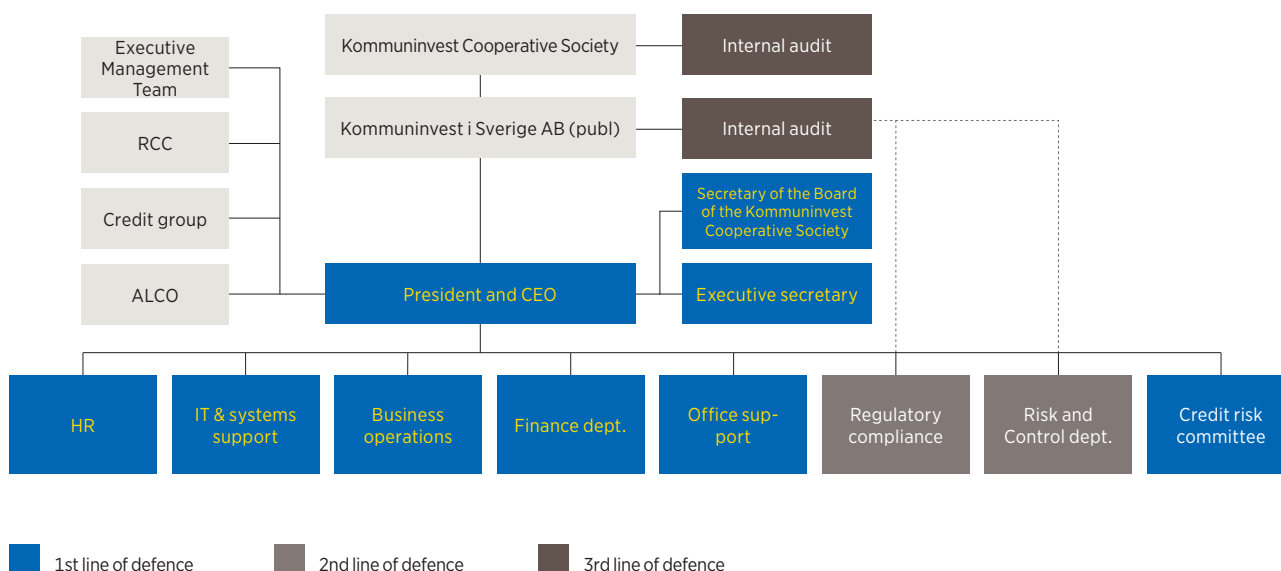 Executive
Management
Team
RCC
Credit group
ALCO
Kommuninvest Cooperative Society
Internal audit
Kommuninvest i Sverige AB (publ)
Internal audit
Secretary of the Board
of the Kommuninvest
Cooperative Society
President and CEO
Executive secretary
HR
IT & systems
support
Business
operations
Finance dept.
Office sup-
port
Regulatory
compliance
Risk and
Control dept.
Credit risk
committee
1st line of defence
2nd line of defence
3rd line of defence